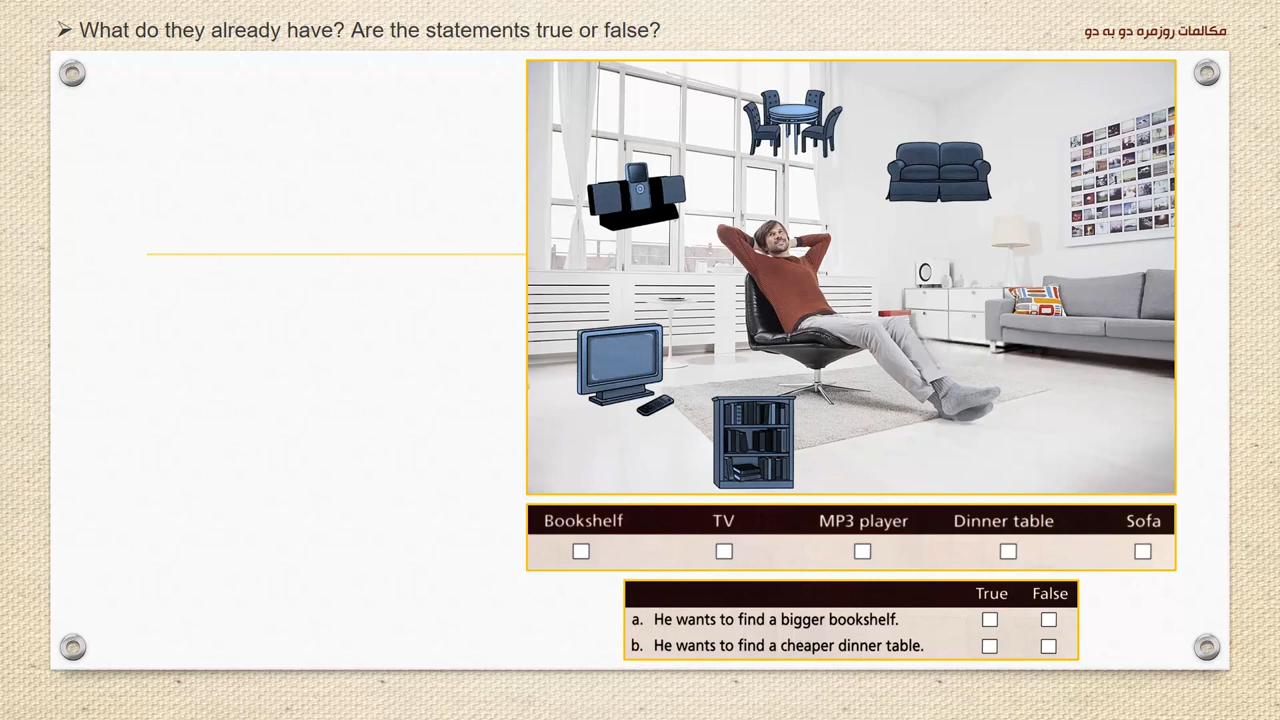 ➢ What do they already have? Are the statements true or false?
مکالمات روزمره دو به دو
Bookshelf TV MP3 player Dinner table Sofa
True False
a. He wants to find a bigger bookshelf.
b. He wants to find a cheaper dinner table.